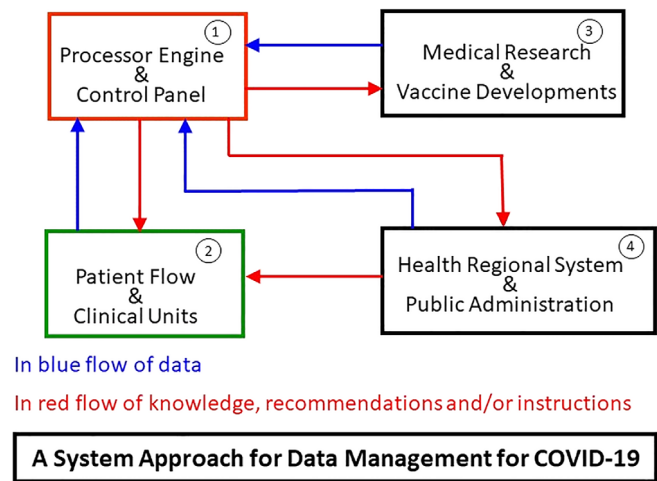 1
Processor Engine
&
Control Panel
3
Medical Research
&
Vaccine Developments
2
Patient Flow
&
Clinical Units
4
Health Regional System
&
Public Administration
In blue flow of data
In red flow of knowledge, recommendations and/or instructions
A System Approach for Data Management for COVID-19